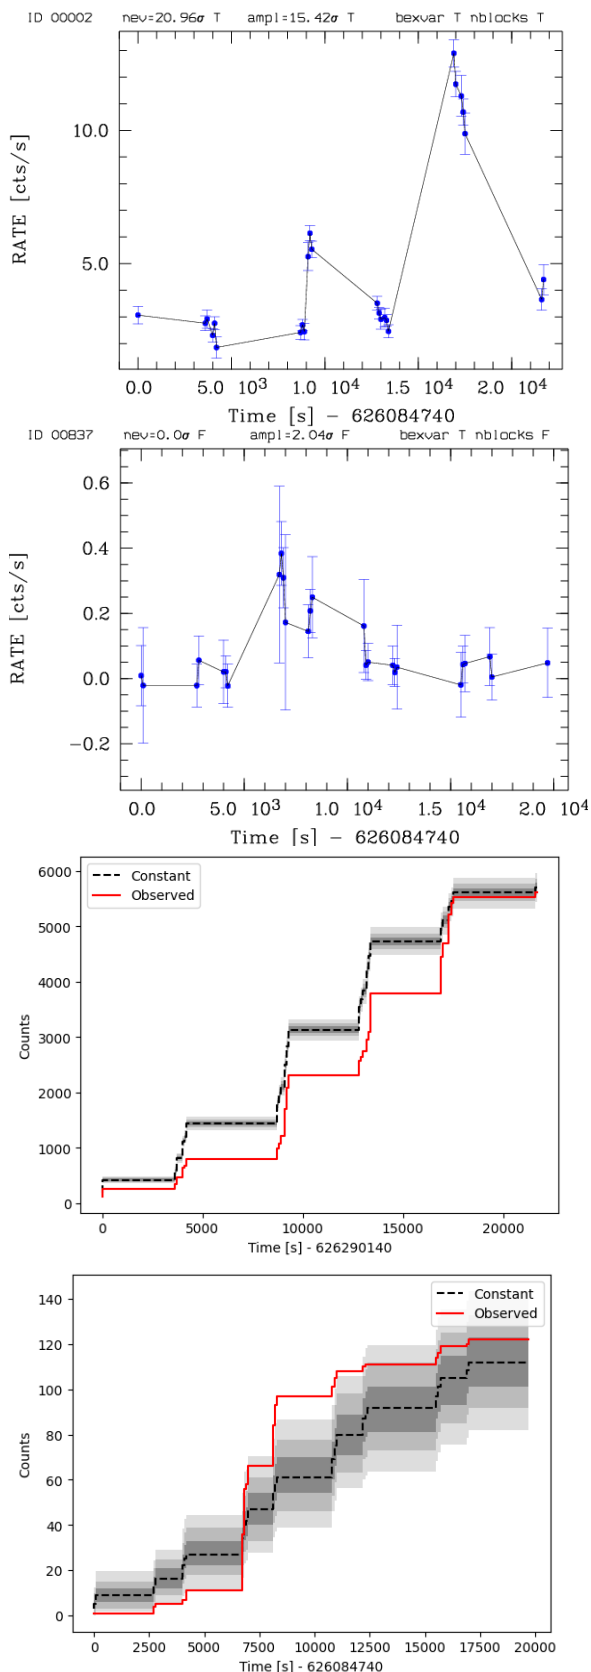 ID 00002 nev=20.96σ T ampl=15.42σ T bexvar T nblocks T
10.0
5.0
RATE [cts/s]
0.0 5.0 10³ 1.0 10⁴ 1.5 10⁴ 2.0 10⁴
Time [s] - 626084740
ID 00837 nev=0.0σ F ampl=2.04σ F bexvar T nblocks F
0.6
0.4
0.2
0.0
-0.2
RATE [cts/s]
0.0 5.0 10³ 1.0 10⁴ 1.5 10⁴ 2.0 104
Time [s] - 626084740
Constant
Observed
6000
5000
4000
3000
2000
1000
0
Counts
0 5000 10000 15000 20000
Time [s] - 626290140
Constant
Observed
140
120
100
80
60
40
20
0
Counts
0 2500 5000 7500 10000 12500 15000 17500 20000
Time [s] - 626084740